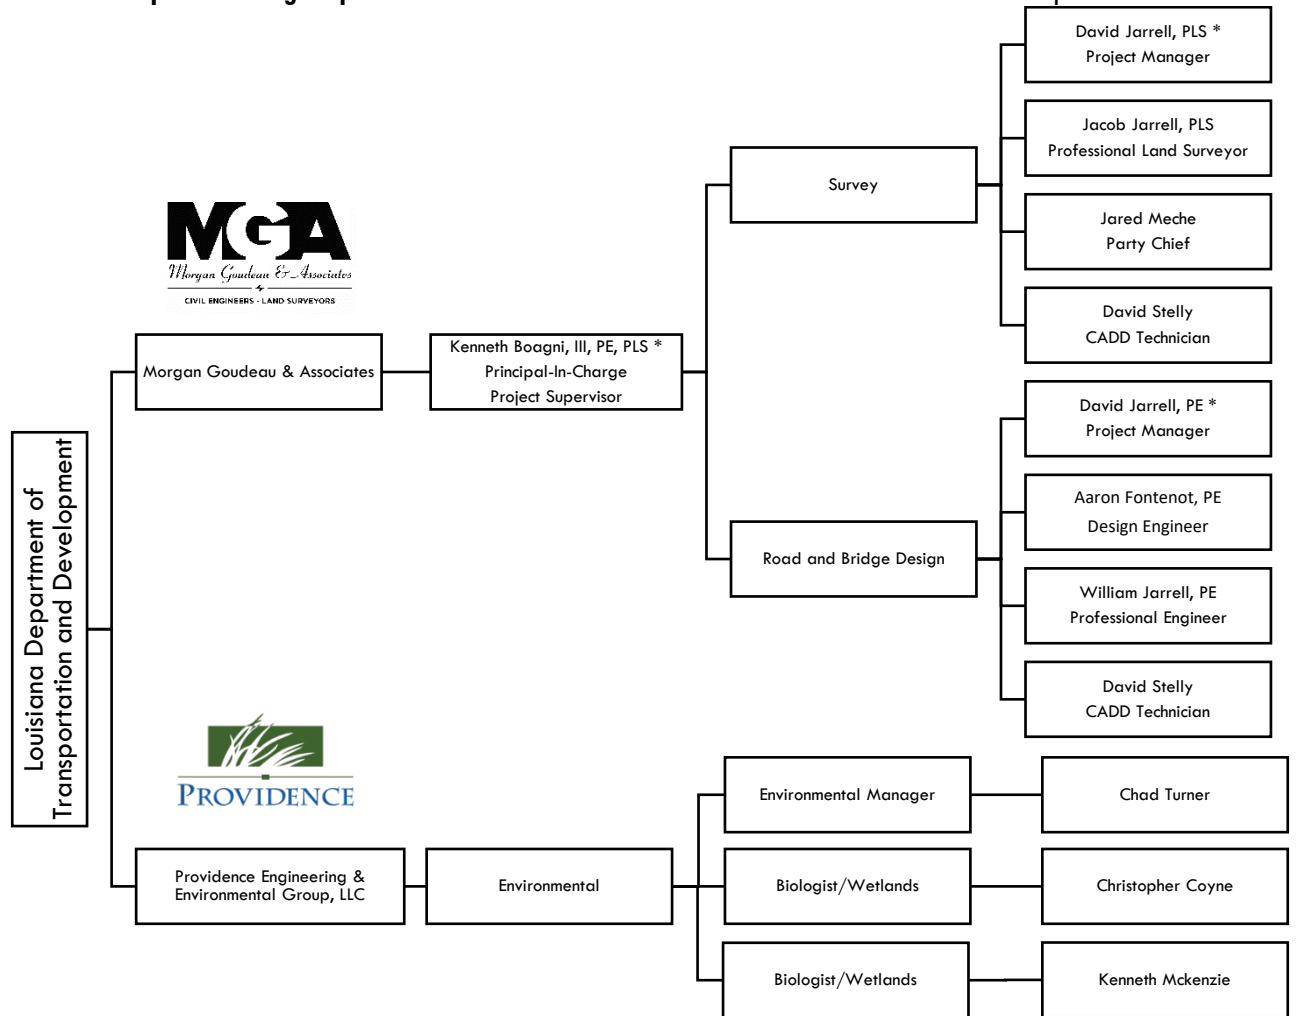 David Jarrell, PLS *
Project Manager
Jacob Jarrell, PLS
Professional Land Surveyor
Survey
Jared Meche
Party Chief
David Stelly
CADD Technician
MGA
Morgan Goudeau & Associates
CIVIL ENGINEERS - LAND SURVEYORS
Morgan Goudeau & Associates
Kenneth Boagni, III, PE, PLS *
Principal-In-Charge
Project Supervisor
David Jarrell, PE *
Project Manager
Aaron Fontenot, PE
Design Engineer
Road and Bridge Design
William Jarrell, PE
Professional Engineer
David Stelly
CADD Technician
Louisiana Department of
Transportation and Development
PROVIDENCE
Providence Engineering &
Environmental Group, LLC
Environmental
Environmental Manager
Chad Turner
Biologist/Wetlands
Christopher Coyne
Biologist/Wetlands
Kenneth Mckenzie